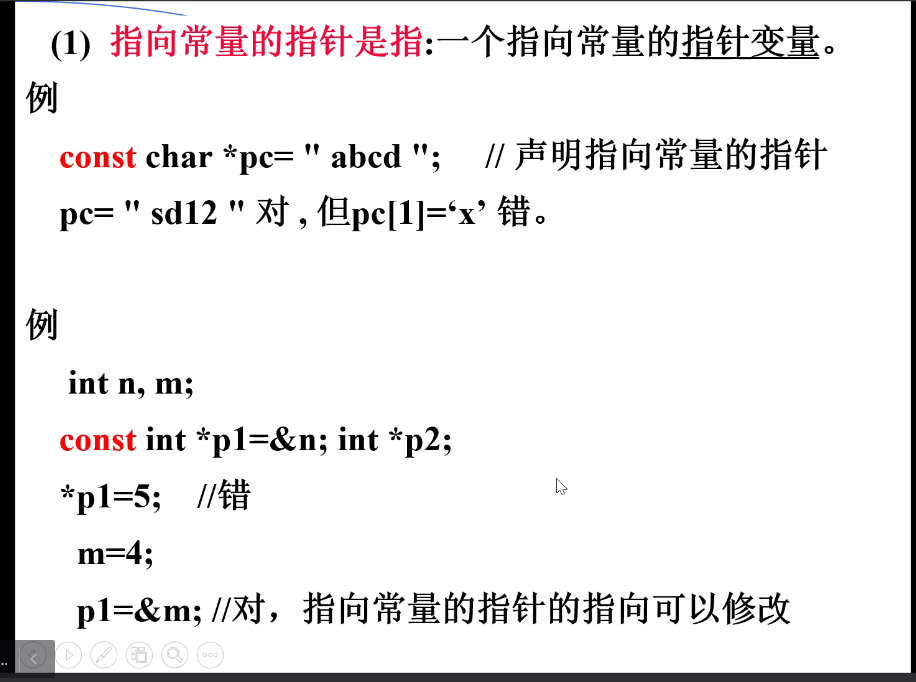 (1) 指向常量的指针是指:一个指向常量的指针变量。
例
const char *pc= " abcd "; // 声明指向常量的指针
pc= " sd12 " 对 , 但pc[1]=‘x’ 错。
例
int n, m;
const int *p1=&n; int *p2;
*p1=5; //错
m=4;
p1=&m; //对，指向常量的指针的指向可以修改